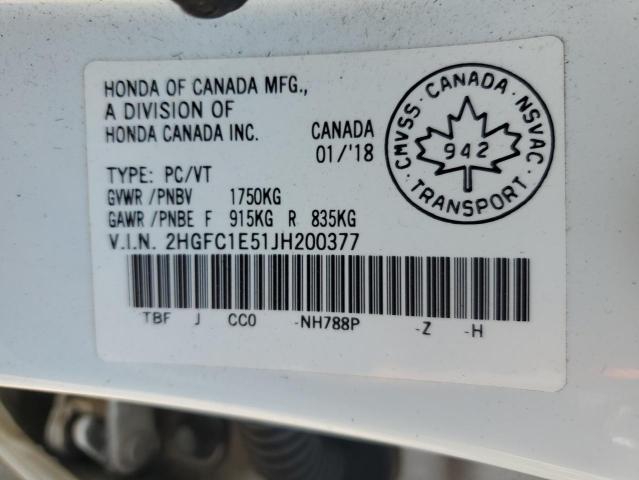 HONDA OF CANADA MFG.,
A DIVISION OF
HONDA CANADA INC.
CANADA
01/'18
TYPE: PC/VT
GVWR /PNBV 1750KG
GAWR /PNBE F 915KG R 835KG
V.I.N. 2HGFC1E51JH200377
TBF J CC0 -NH788P -Z -H
CMVSS · CANADA · NSVAC
942
· TRANSPORT ·